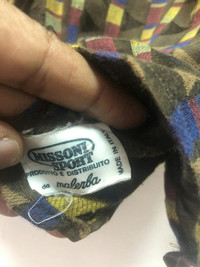 MISSONI
SPORT
PRODOTTO E DISTRIBUITO
da malerba
MADE IN ITALY